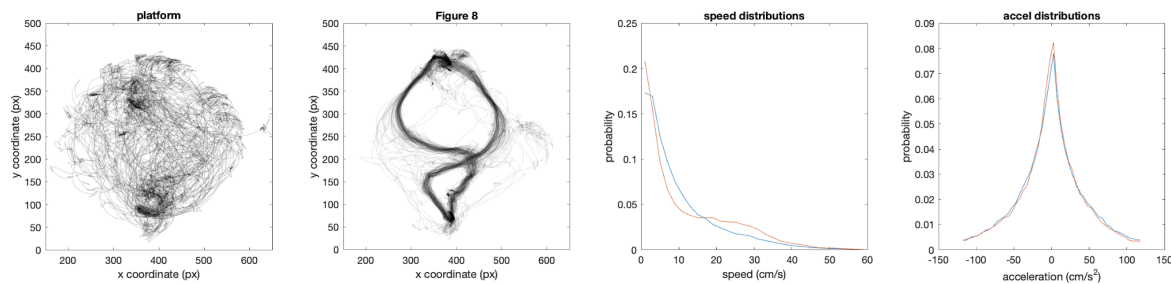 platform
500
450
400
350
300
250
200
150
100
50
0
y coordinate (px)
200 300 400 500 600
x coordinate (px)
Figure 8
500
450
400
350
300
250
200
150
100
50
0
y coordinate (px)
200 300 400 500 600
x coordinate (px)
speed distributions
0.25
0.2
0.15
0.1
0.05
0
probability
0 10 20 30 40 50 60
speed (cm/s)
accel distributions
0.09
0.08
0.07
0.06
0.05
0.04
0.03
0.02
0.01
0
probability
-150 -100 -50 0 50 100 150
acceleration (cm/s²)